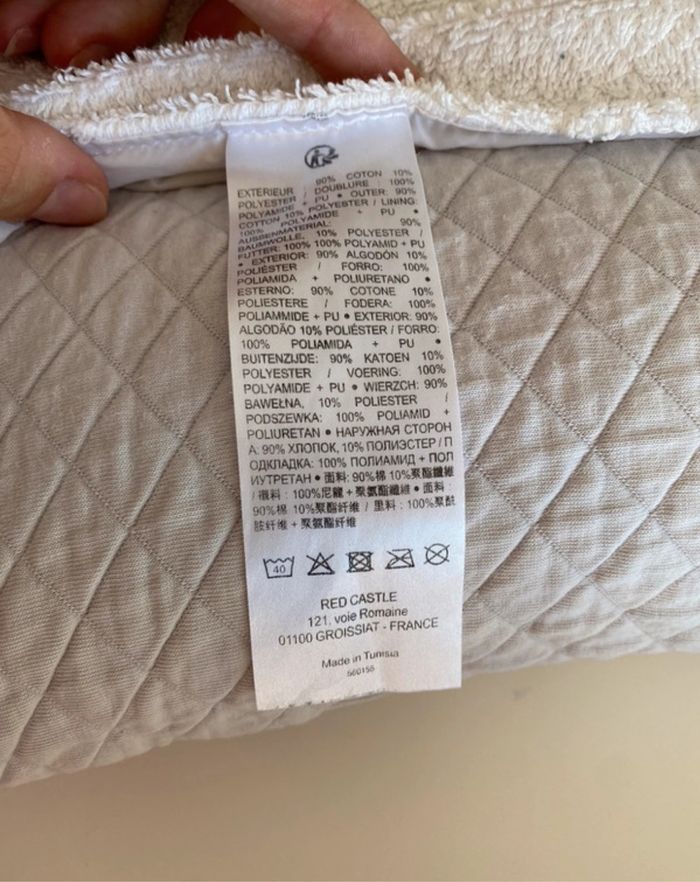 90% COTON 10%
EXTERIEUR / DOUBLURE : 100%
POLYESTER
POLYAMIDE + PU • OUTER: 90%
COTTON 10% POLYESTER / LINING:
100% POLYAMIDE + PU •
AUSSENMATERIAL: 90%
BAUMWOLLE, 10% POLYESTER /
FUTTER: 100% 100% POLYAMID + PU
• EXTERIOR: 90% ALGODÓN 10%
POLIÉSTER / FORRO: 100%
POLIAMIDA + POLIURETANO •
ESTERNO: 90% COTONE 10%
POLIESTERE / FODERA: 100%
POLIAMMIDE + PU • EXTERIOR: 90%
ALGODÃO 10% POLIÉSTER / FORRO:
100% POLIAMIDA + PU •
BUITENZIJDE: 90% KATOEN 10%
POLYESTER / VOERING: 100%
POLYAMIDE + PU • WIERZCH: 90%
BAWEŁNA, 10% POLIESTER /
PODSZEWKA: 100% POLIAMID +
POLIURETAN • НАРУЖНАЯ СТОРОН
А: 90% ХЛОПОК, 10% ПОЛИЭСТЕР / П
ОДКЛАДКА: 100% ПОЛИАМИД + ПОЛ
ИУТРЕТАН • 面料: 90%棉 10%聚酯纖維
/ 襯料 : 100%尼龍 + 聚氨酯纖維 • 面料 :
90%棉 10%聚酯纤维 / 里料 : 100%聚酰
胺纤维 + 聚氨酯纤维
40
RED CASTLE
121, voie Romaine
01100 GROISSIAT - FRANCE
Made in Tunisia
560155